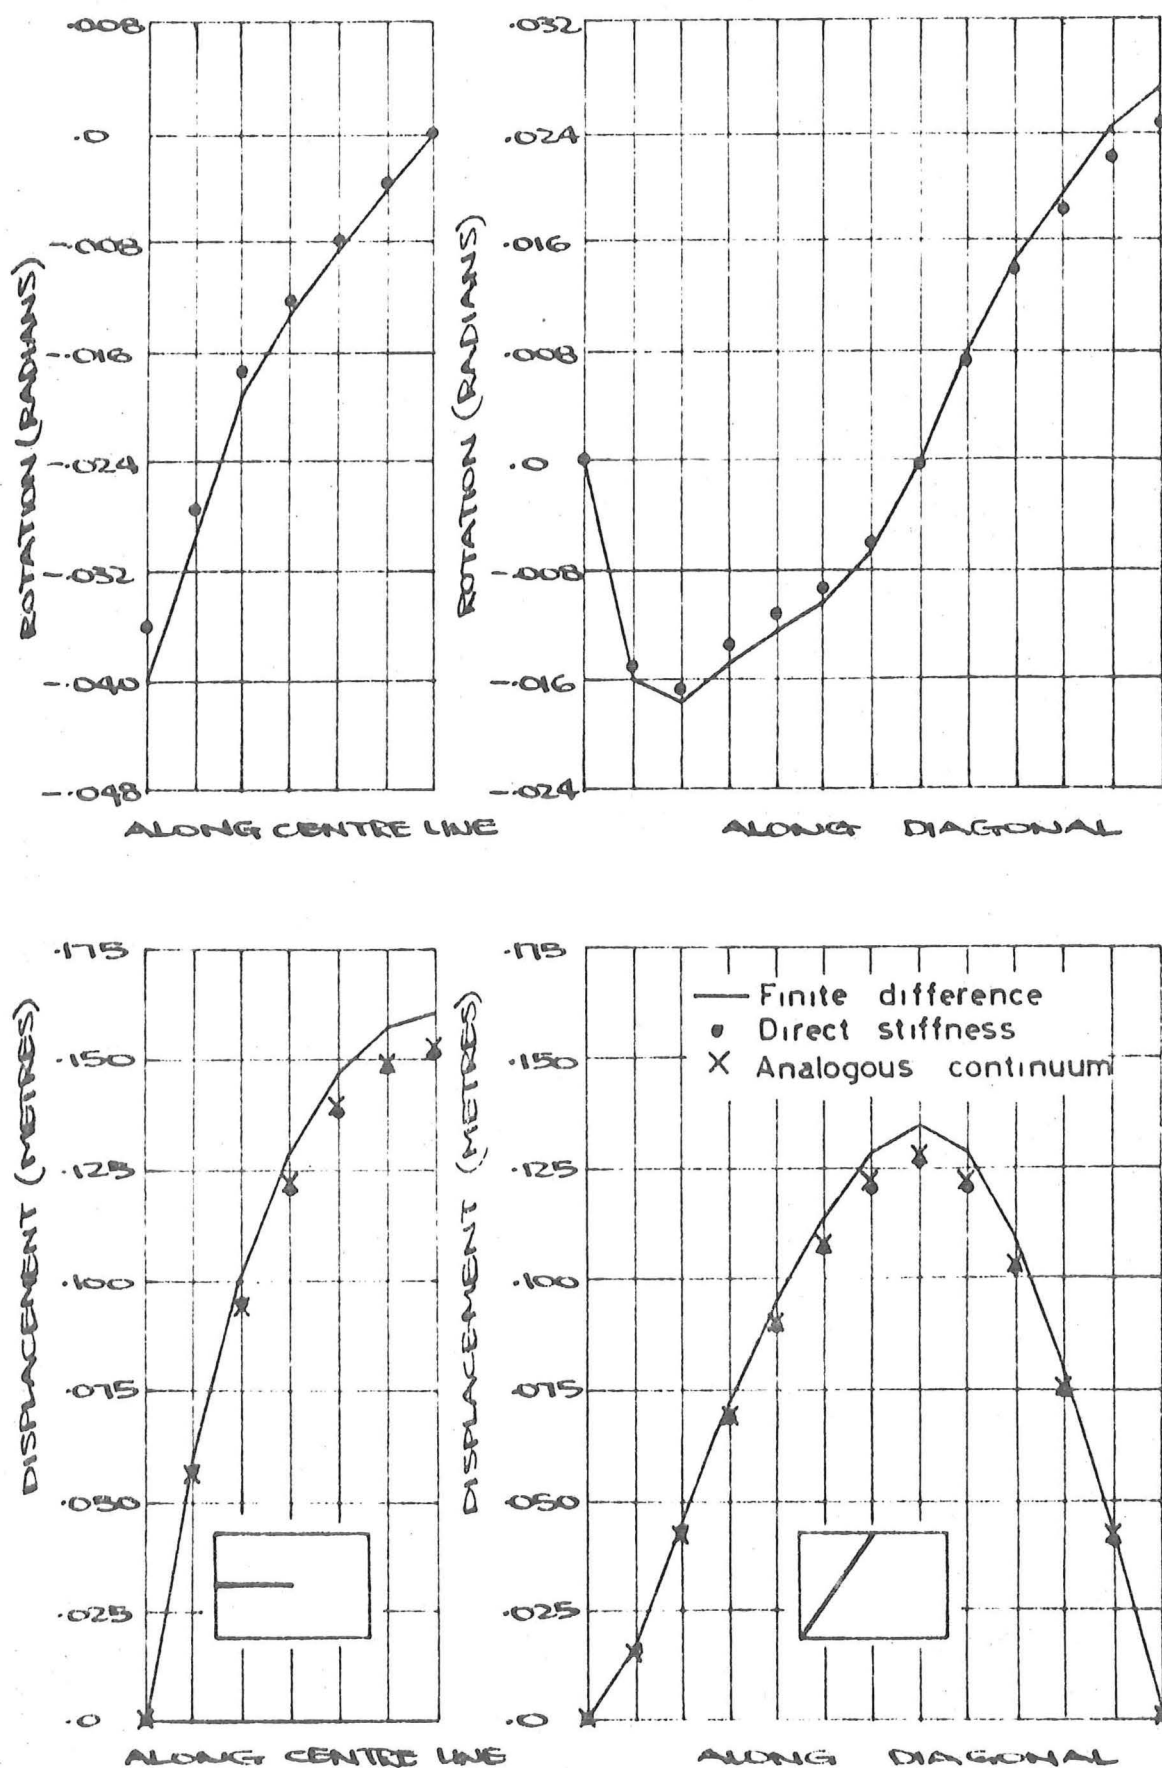 .008
.0
-.008
-.016
-.024
-.032
-.040
-.048
ROTATION (RADIANS)
ALONG CENTRE LINE
.032
.024
.016
.008
.0
-.008
-.016
-.024
ROTATION (RADIANS)
ALONG DIAGONAL
.175
.150
.125
.100
.075
.050
.025
.0
DISPLACEMENT (METRES)
ALONG CENTRE LINE
.175
.150
.125
.100
.075
.050
.025
.0
DISPLACEMENT (METRES)
Finite difference
Direct stiffness
Analogous continuum
ALONG DIAGONAL